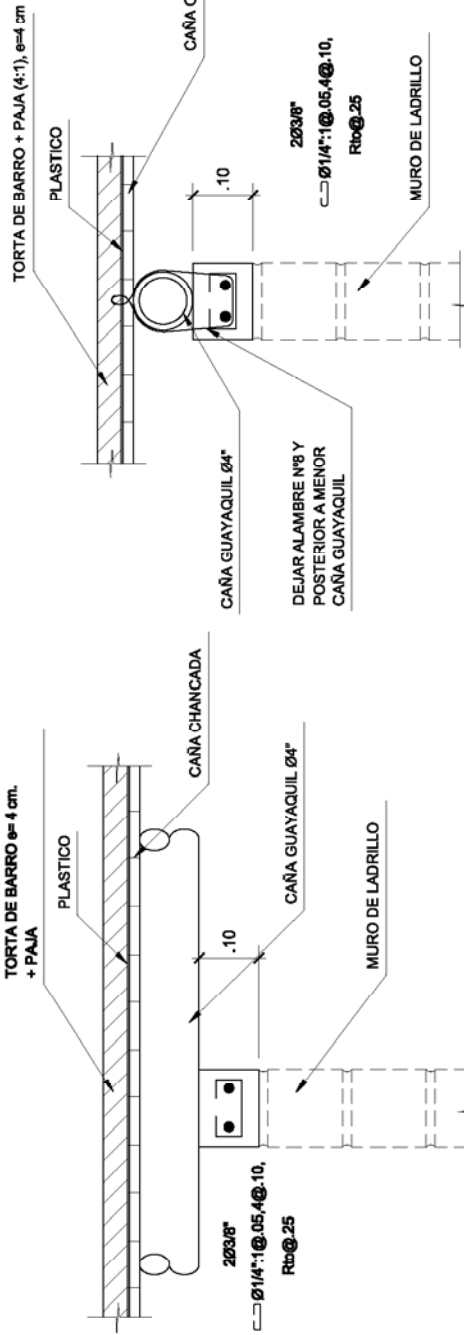 TORTA DE BARRO e= 4 cm.
+ PAJA
PLASTICO
CAÑA CHANCADA
CAÑA GUAYAQUIL Ø4"
.10
2Ø3/8"
Ø1/4":1@.05,4@.10,
Rto@.25
MURO DE LADRILLO
TORTA DE BARRO + PAJA (4:1), e=4 cm
PLASTICO
CAÑA
CAÑA GUAYAQUIL Ø4"
.10
2Ø3/8"
Ø1/4":1@.05,4@.10,
Rto@.25
DEJAR ALAMBRE Nº8 Y
POSTERIOR A MENOR
CAÑA GUAYAQUIL
MURO DE LADRILLO